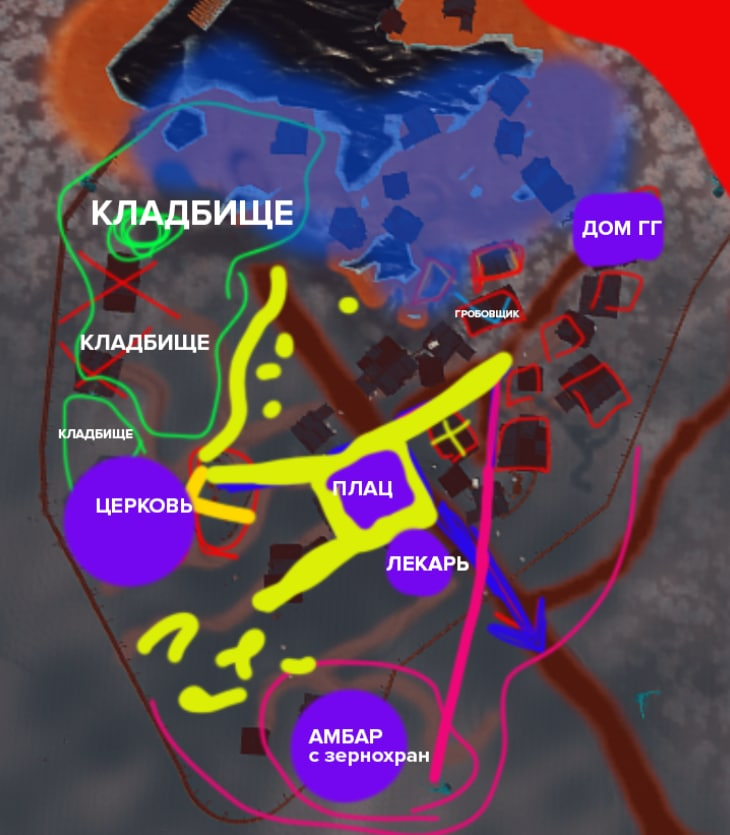 КЛАДБИЩЕ
ДОМ ГГ
ГРОБОВЩИК
КЛАДБИЩЕ
КЛАДБИЩЕ
ПЛАЦ
ЦЕРКОВЬ
ЛЕКАРЬ
АМБАР
с зернохран